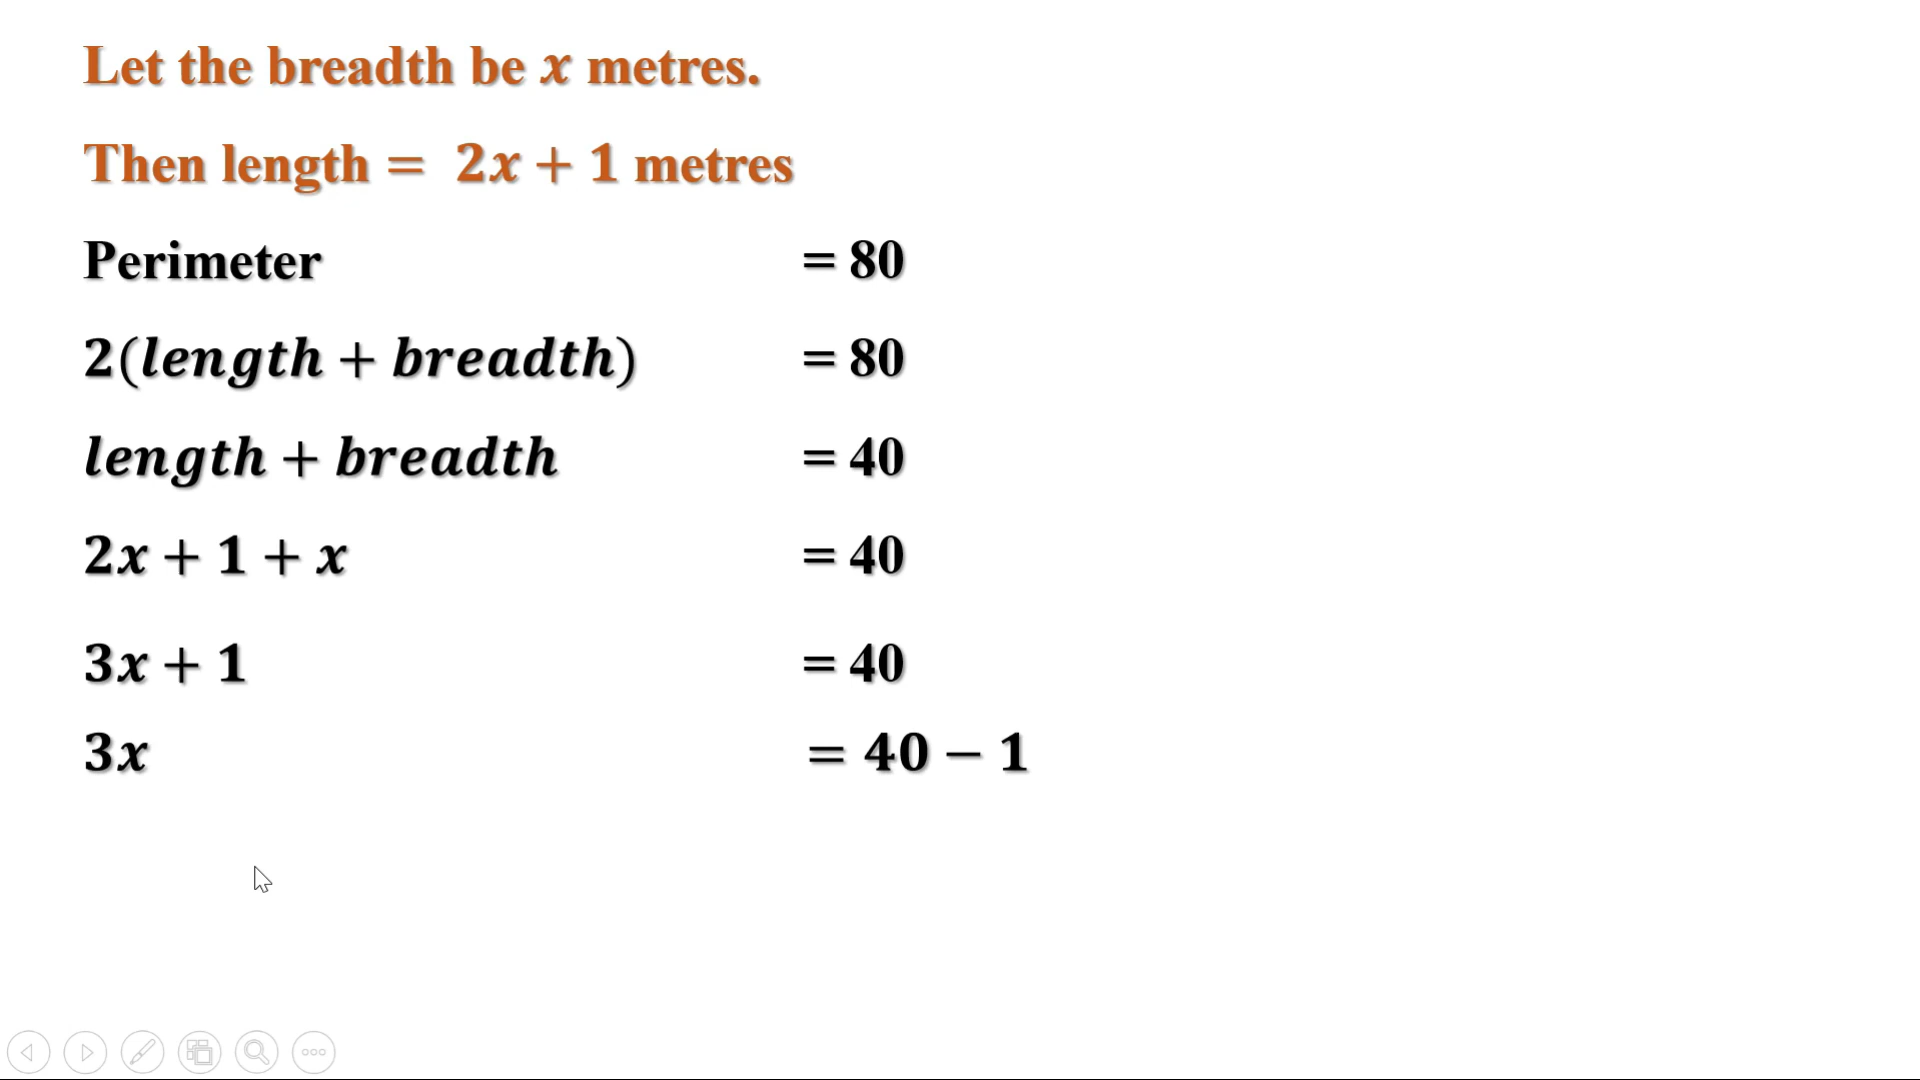 Let the breadth be x metres.
Then length = 2x + 1 metres
Perimeter = 80
2(length + breadth) = 80
length + breadth = 40
2x + 1 + x = 40
3x + 1 = 40
3x = 40 − 1